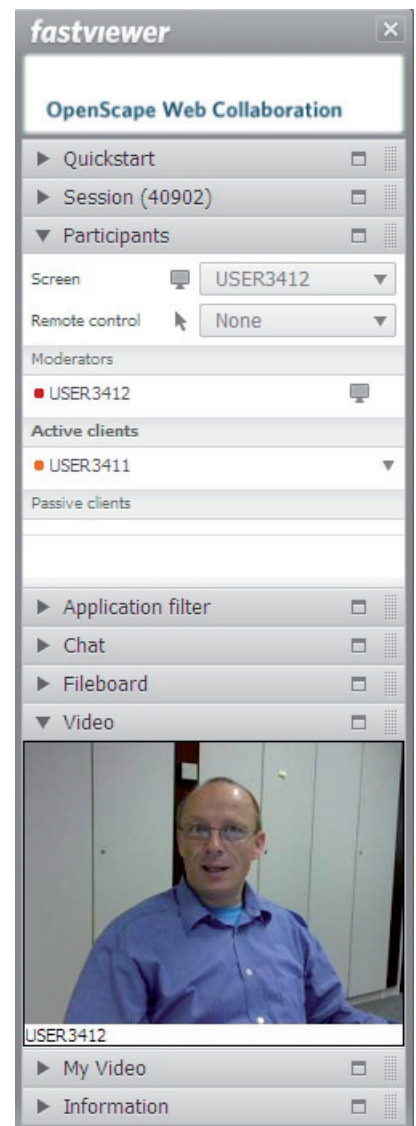 fastviewer
OpenScape Web Collaboration
Quickstart
Session (40902)
Participants
Screen USER3412
Remote control None
Moderators
USER3412
Active clients
USER3411
Passive clients
Application filter
Chat
Fileboard
Video
USER3412
My Video
Information